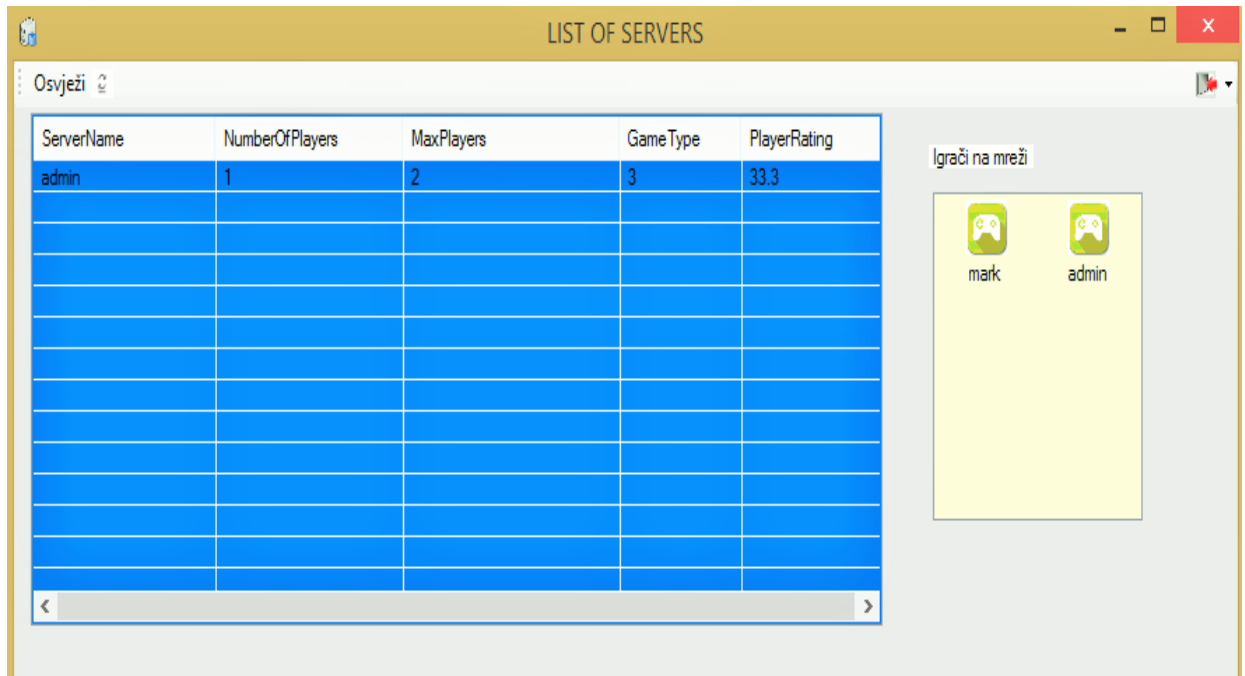 LIST OF SERVERS
Osvježi
ServerName NumberOfPlayers MaxPlayers GameType PlayerRating
admin 1 2 3 33.3
Igrači na mreži
mark admin